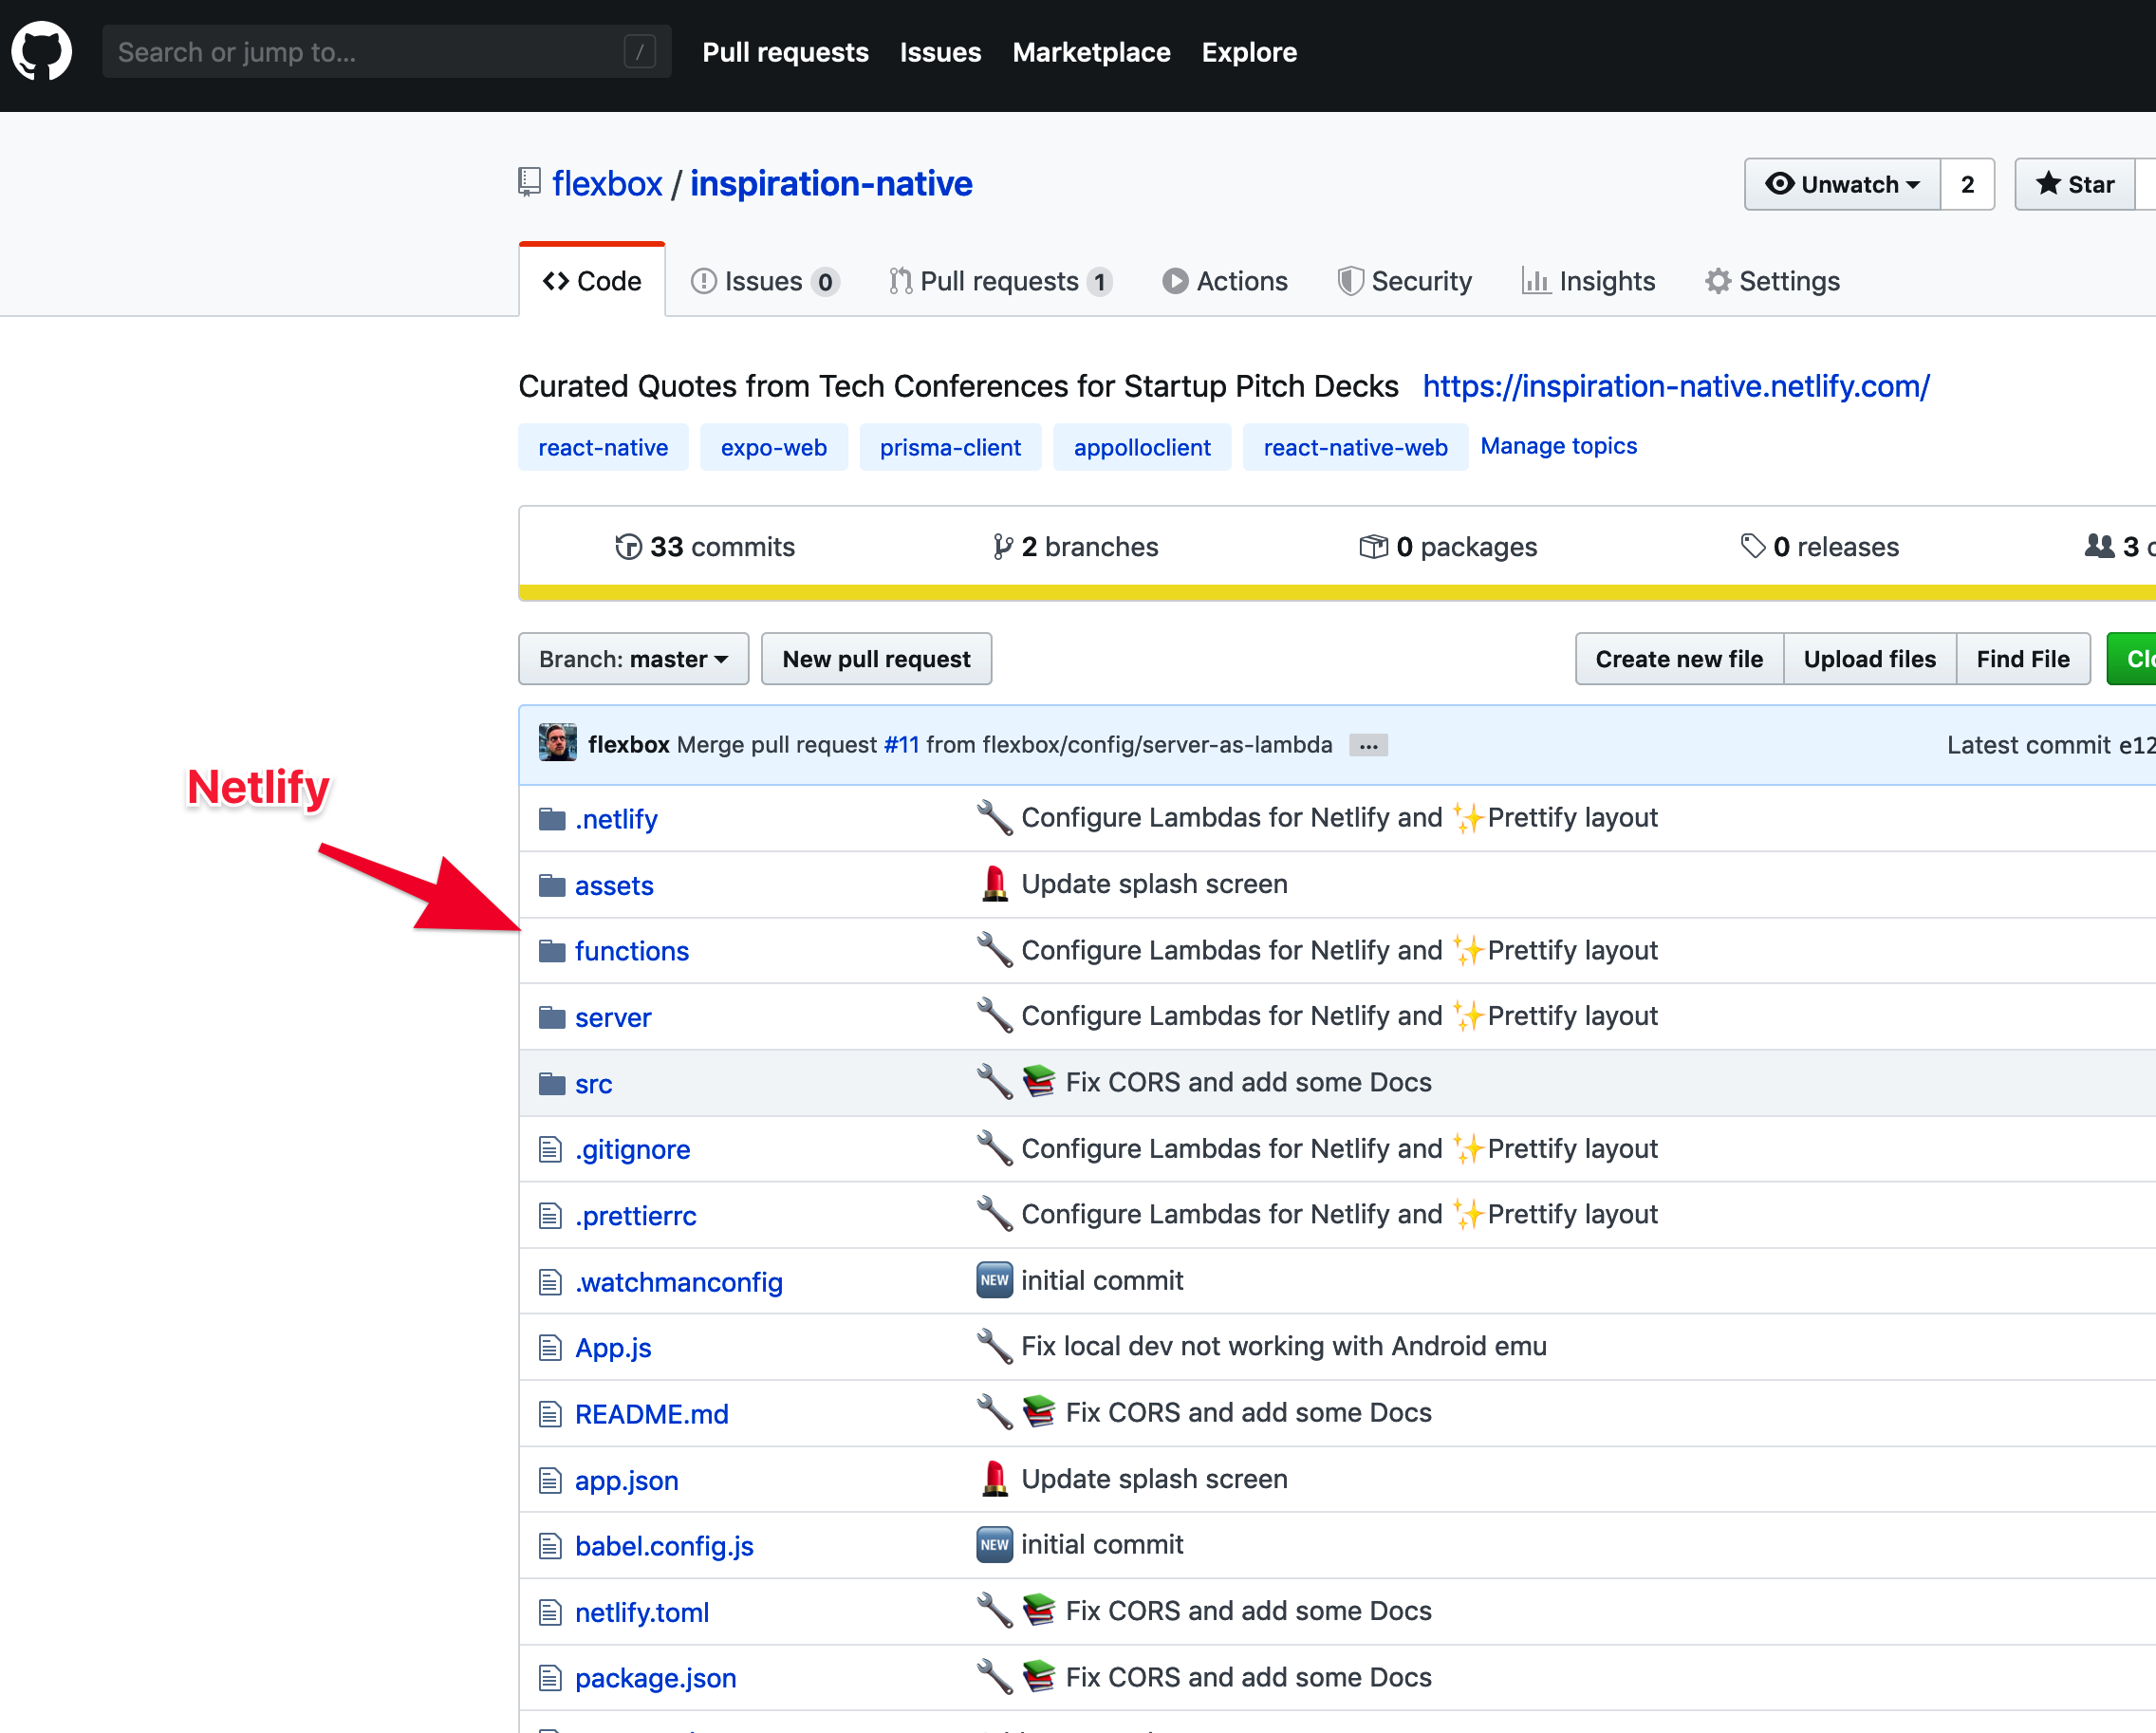 Search or jump to... /
Pull requests Issues Marketplace Explore
flexbox / inspiration-native
Unwatch 2 Star
Code Issues 0 Pull requests 1 Actions Security Insights Settings
Curated Quotes from Tech Conferences for Startup Pitch Decks https://inspiration-native.netlify.com/
react-native expo-web prisma-client appolloclient react-native-web Manage topics
33 commits 2 branches 0 packages 0 releases 3
Branch: master New pull request Create new file Upload files Find File
flexbox Merge pull request #11 from flexbox/config/server-as-lambda ... Latest commit e12
Netlify
.netlify 🔧 Configure Lambdas for Netlify and ✨Prettify layout
assets 💄 Update splash screen
functions 🔧 Configure Lambdas for Netlify and ✨Prettify layout
server 🔧 Configure Lambdas for Netlify and ✨Prettify layout
src 🔧 📚 Fix CORS and add some Docs
.gitignore 🔧 Configure Lambdas for Netlify and ✨Prettify layout
.prettierrc 🔧 Configure Lambdas for Netlify and ✨Prettify layout
.watchmanconfig 🆕 initial commit
App.js 🔧 Fix local dev not working with Android emu
README.md 🔧 📚 Fix CORS and add some Docs
app.json 💄 Update splash screen
babel.config.js 🆕 initial commit
netlify.toml 🔧 📚 Fix CORS and add some Docs
package.json 🔧 📚 Fix CORS and add some Docs